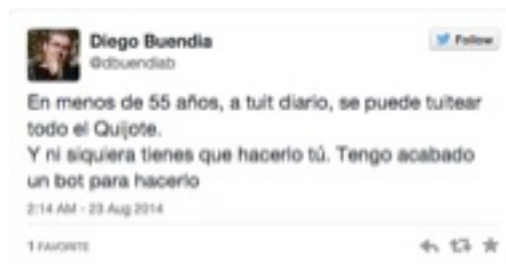 Diego Buendia
Follow
@dbuendiab
En menos de 55 años, a tuit diario, se puede tuitear
todo el Quijote.
Y ni siquiera tienes que hacerlo tú. Tengo acabado
un bot para hacerlo
2:14 AM - 23 Aug 2014
1 FAVORITE